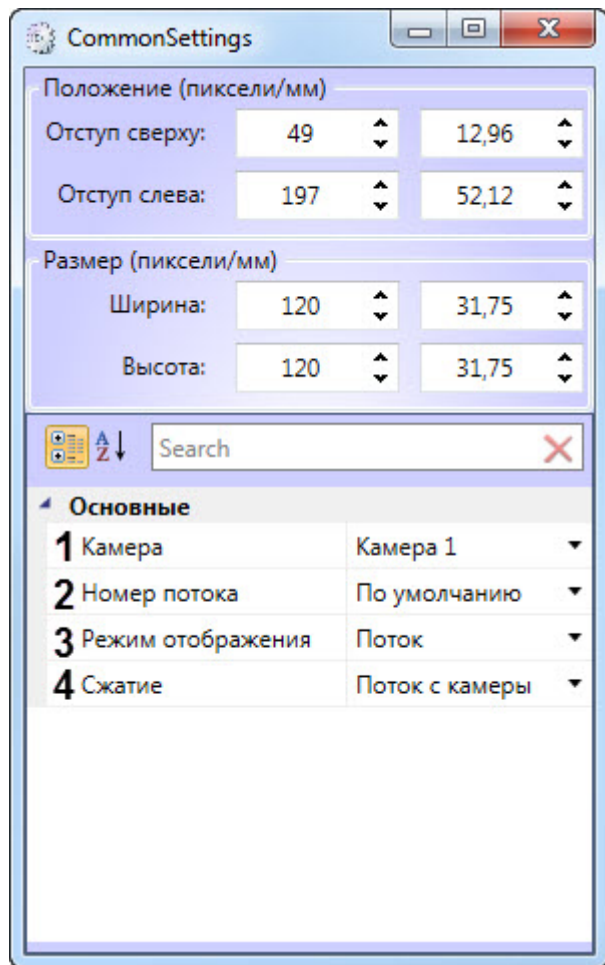 CommonSettings
Положение (пиксели/мм)
Отступ сверху: 49 12,96
Отступ слева: 197 52,12
Размер (пиксели/мм)
Ширина: 120 31,75
Высота: 120 31,75
A Z Search
Основные
1 Камера Камера 1
2 Номер потока По умолчанию
3 Режим отображения Поток
4 Сжатие Поток с камеры